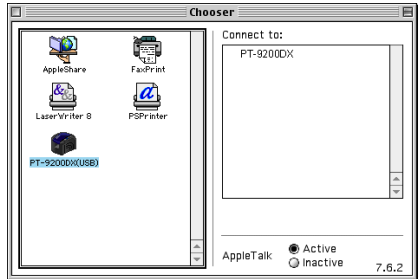 Chooser
AppleShare
FaxPrint
LaserWriter 8
PSPrinter
PT-9200DX(USB)
Connect to:
PT-9200DX
AppleTalk
Active
Inactive
7.6.2